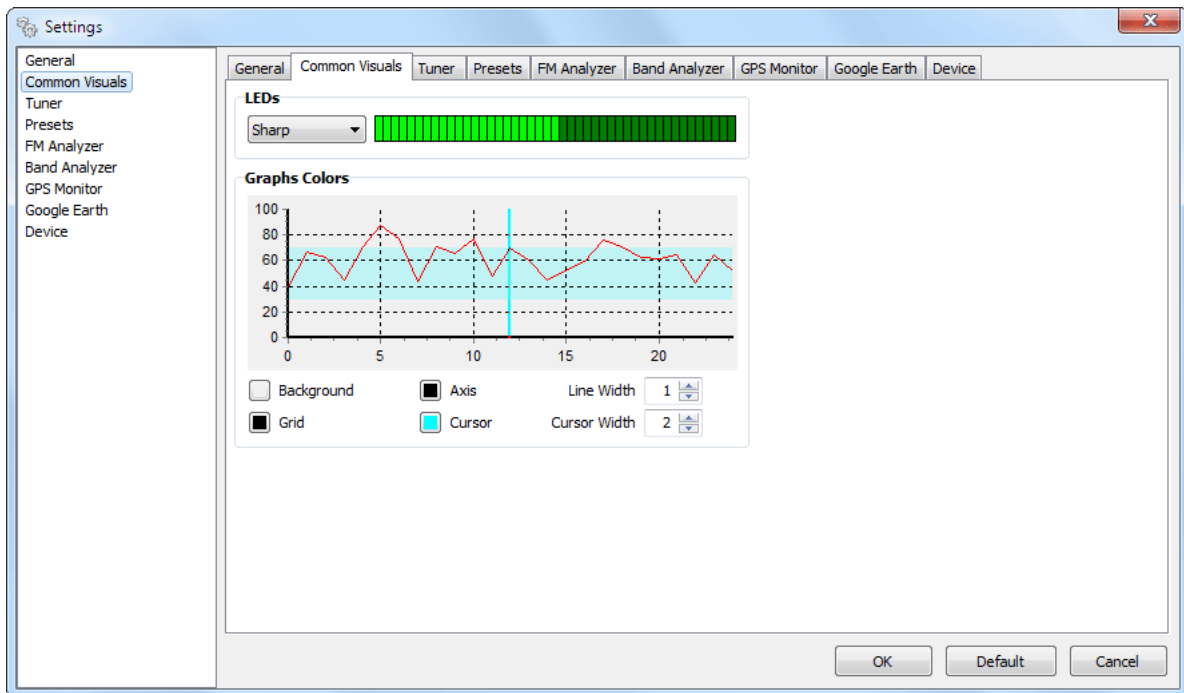 Settings
X
General
Common Visuals
Tuner
Presets
FM Analyzer
Band Analyzer
GPS Monitor
Google Earth
Device
General Common Visuals Tuner Presets FM Analyzer Band Analyzer GPS Monitor Google Earth Device
LEDs
Sharp
Graphs Colors
100
80
60
40
20
0
0 5 10 15 20
Background Axis Line Width 1
Grid Cursor Cursor Width 2
OK Default Cancel